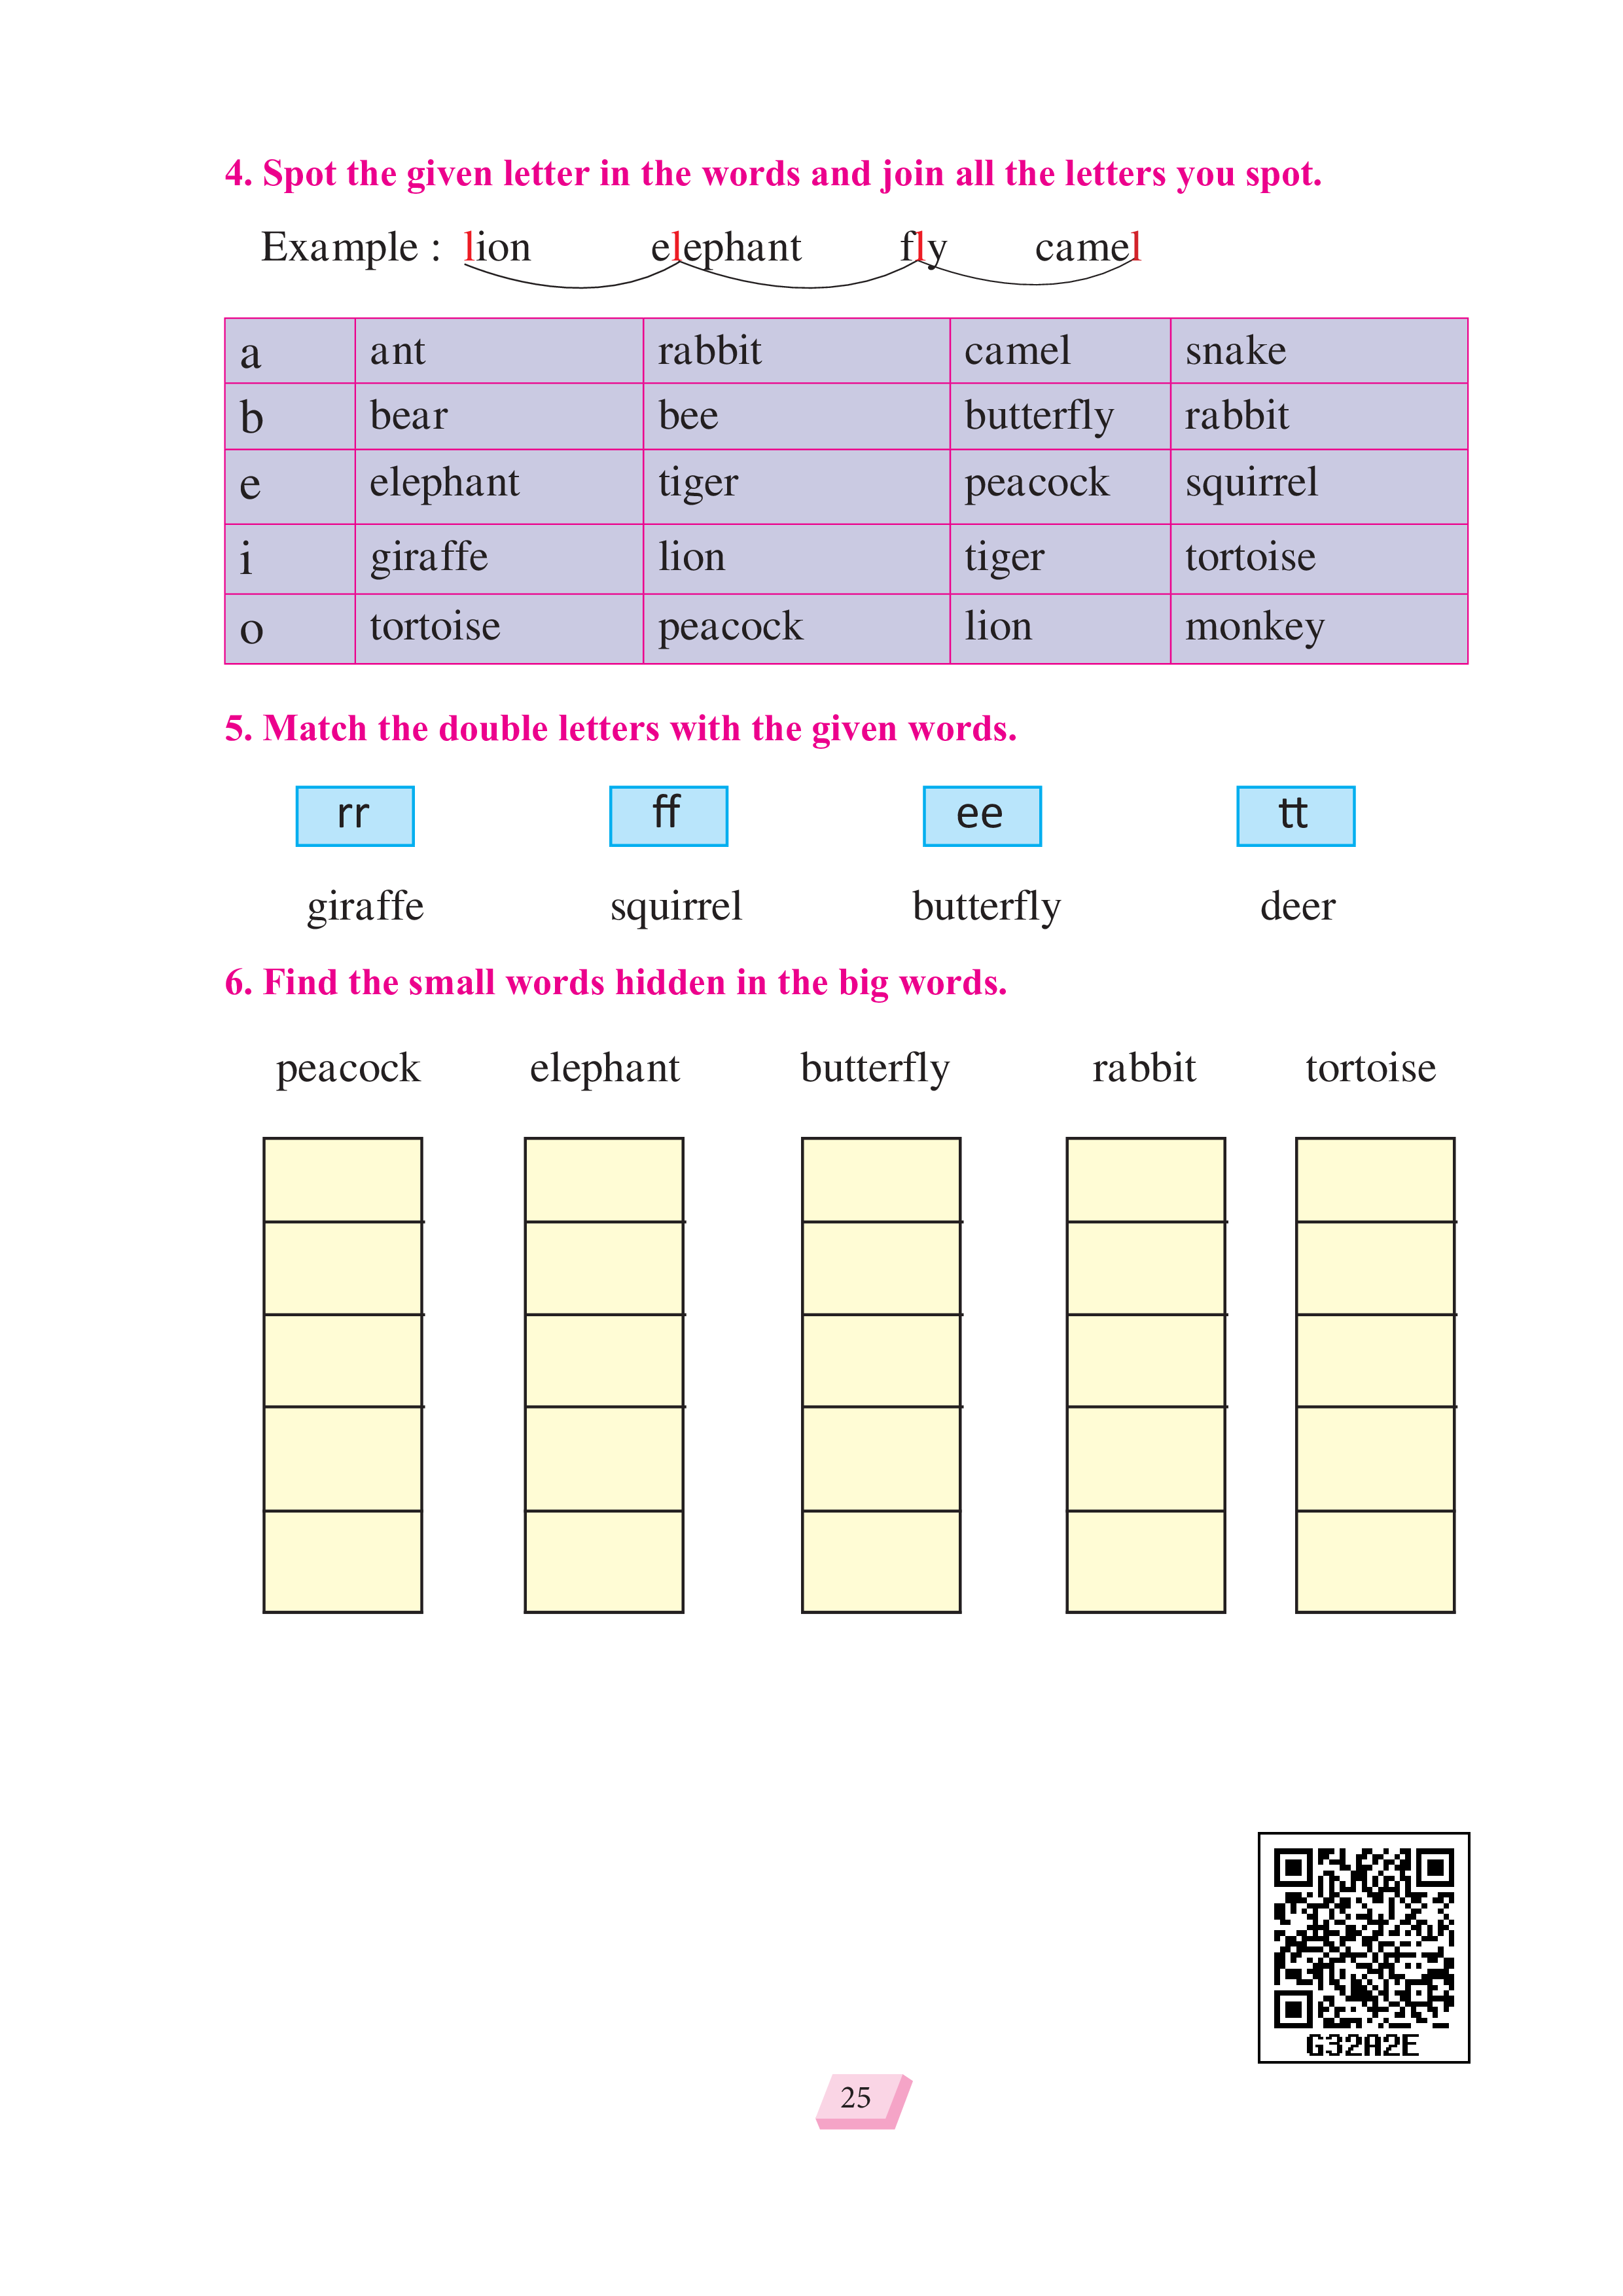 4. Spot the given letter in the words and join all the letters you spot.
Example : lion elephant fly camel
a ant rabbit camel snake
b bear bee butterfly rabbit
e elephant tiger peacock squirrel
i giraffe lion tiger tortoise
o tortoise peacock lion monkey
5. Match the double letters with the given words.
rr ff ee tt
giraffe squirrel butterfly deer
6. Find the small words hidden in the big words.
peacock elephant butterfly rabbit tortoise
G32A2E
25